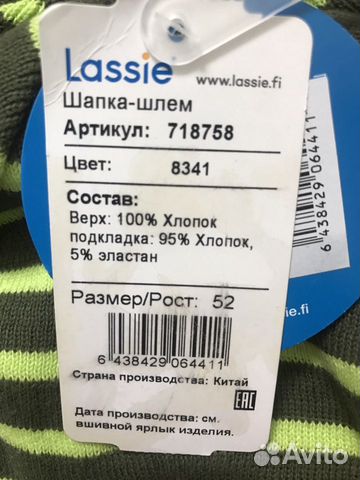 Lassie
www.lassie.fi
Шапка-шлем
Артикул: 718758
Цвет: 8341
Состав:
Верх: 100% Хлопок
подкладка: 95% Хлопок,
5% эластан
Размер/Рост: 52
6 438429 064411
Страна производства: Китай
EAC
Дата производства: см.
вшивной ярлык изделия.
6 438429 064411
sie.fi
Avito